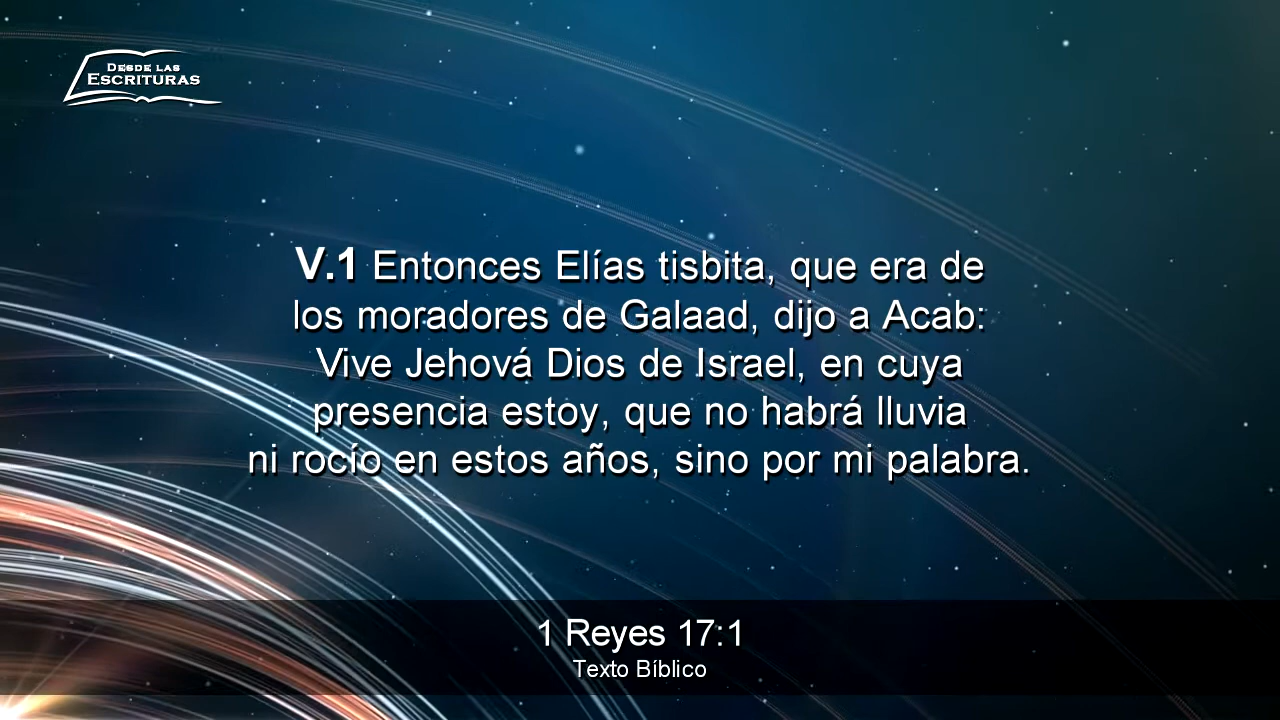 DESDE LAS
ESCRITURAS
V.1 Entonces Elías tisbita, que era de
los moradores de Galaad, dijo a Acab:
Vive Jehová Dios de Israel, en cuya
presencia estoy, que no habrá lluvia
ni rocío en estos años, sino por mi palabra.
1 Reyes 17:1
Texto Bíblico